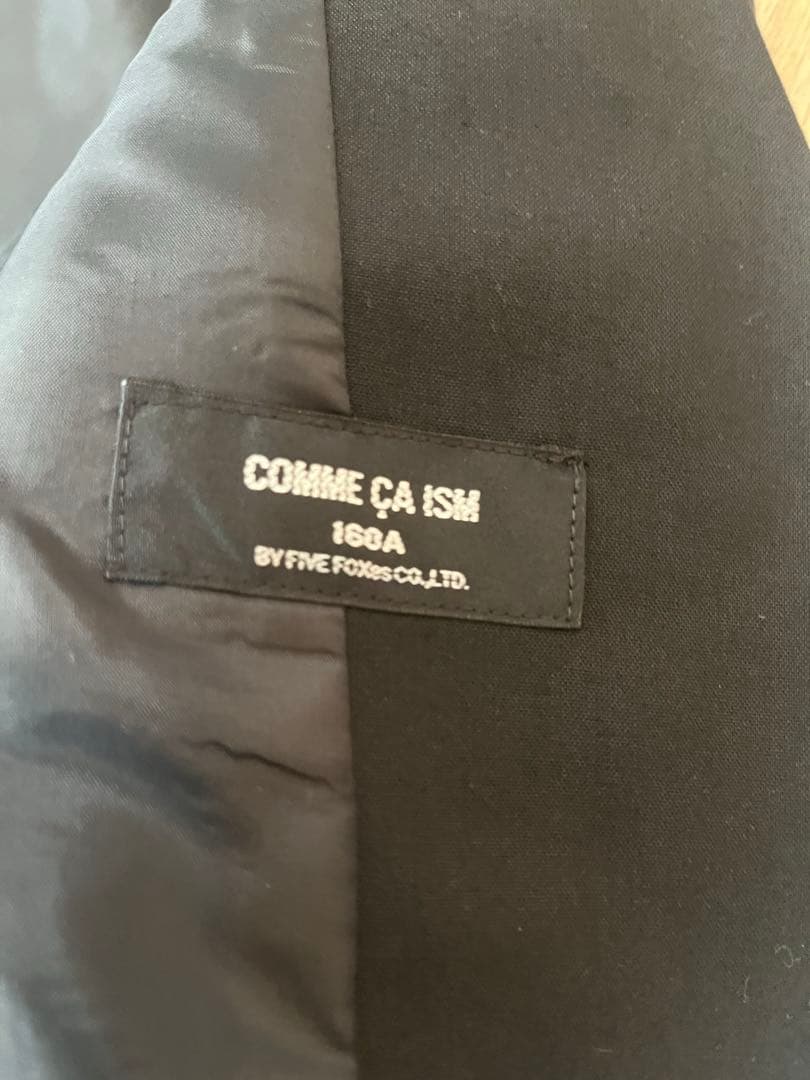 COMME ÇA ISM
160A
BY FIVE FOXes CO.,LTD.